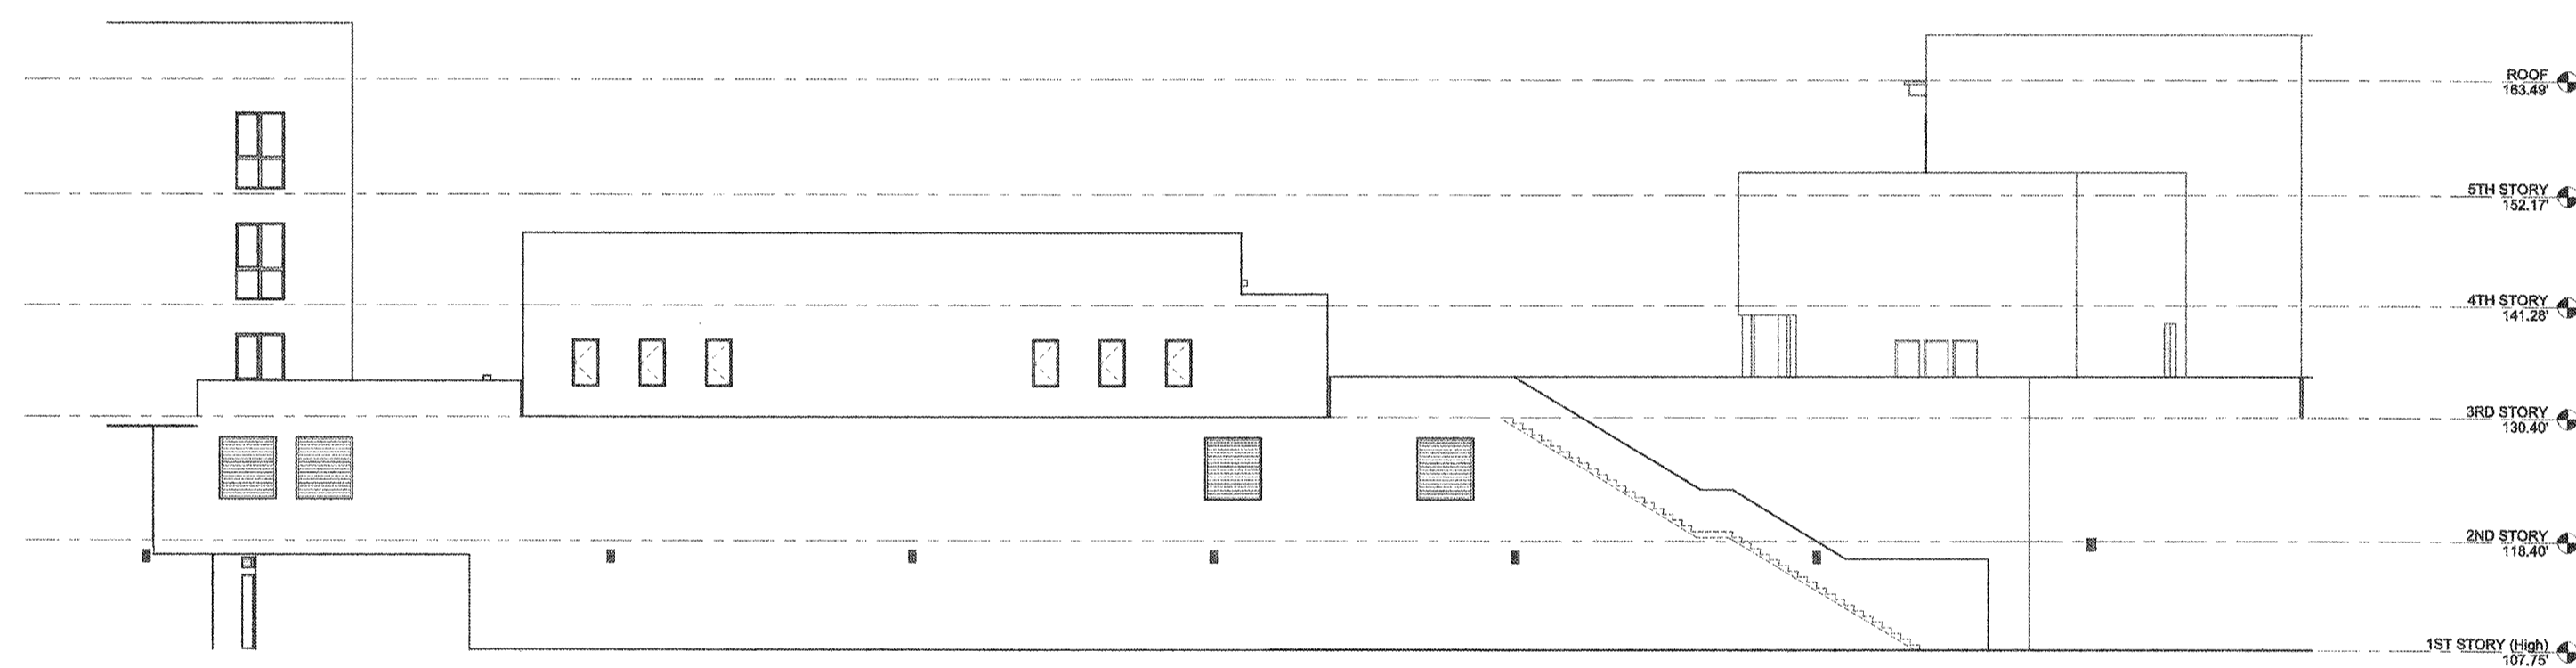 ROOF
163.49'
5TH STORY
152.17'
4TH STORY
141.28'
3RD STORY
130.40'
2ND STORY
118.40'
1ST STORY (High)
107.75'